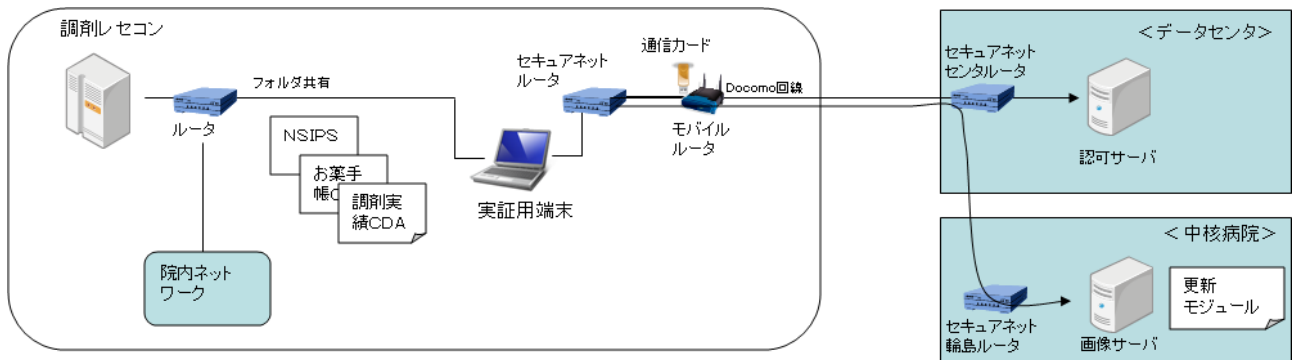 調剤レセコン
ルータ
フォルダ共有
NSIPS
お薬手
帳C
調剤実
績CDA
院内ネット
ワーク
実証用端末
セキュアネット
ルータ
通信カード
Docomo回線
モバイル
ルータ
＜データセンタ＞
セキュアネット
センタルータ
認可サーバ
＜中核病院＞
セキュアネット
輪島ルータ
画像サーバ
更新
モジュール